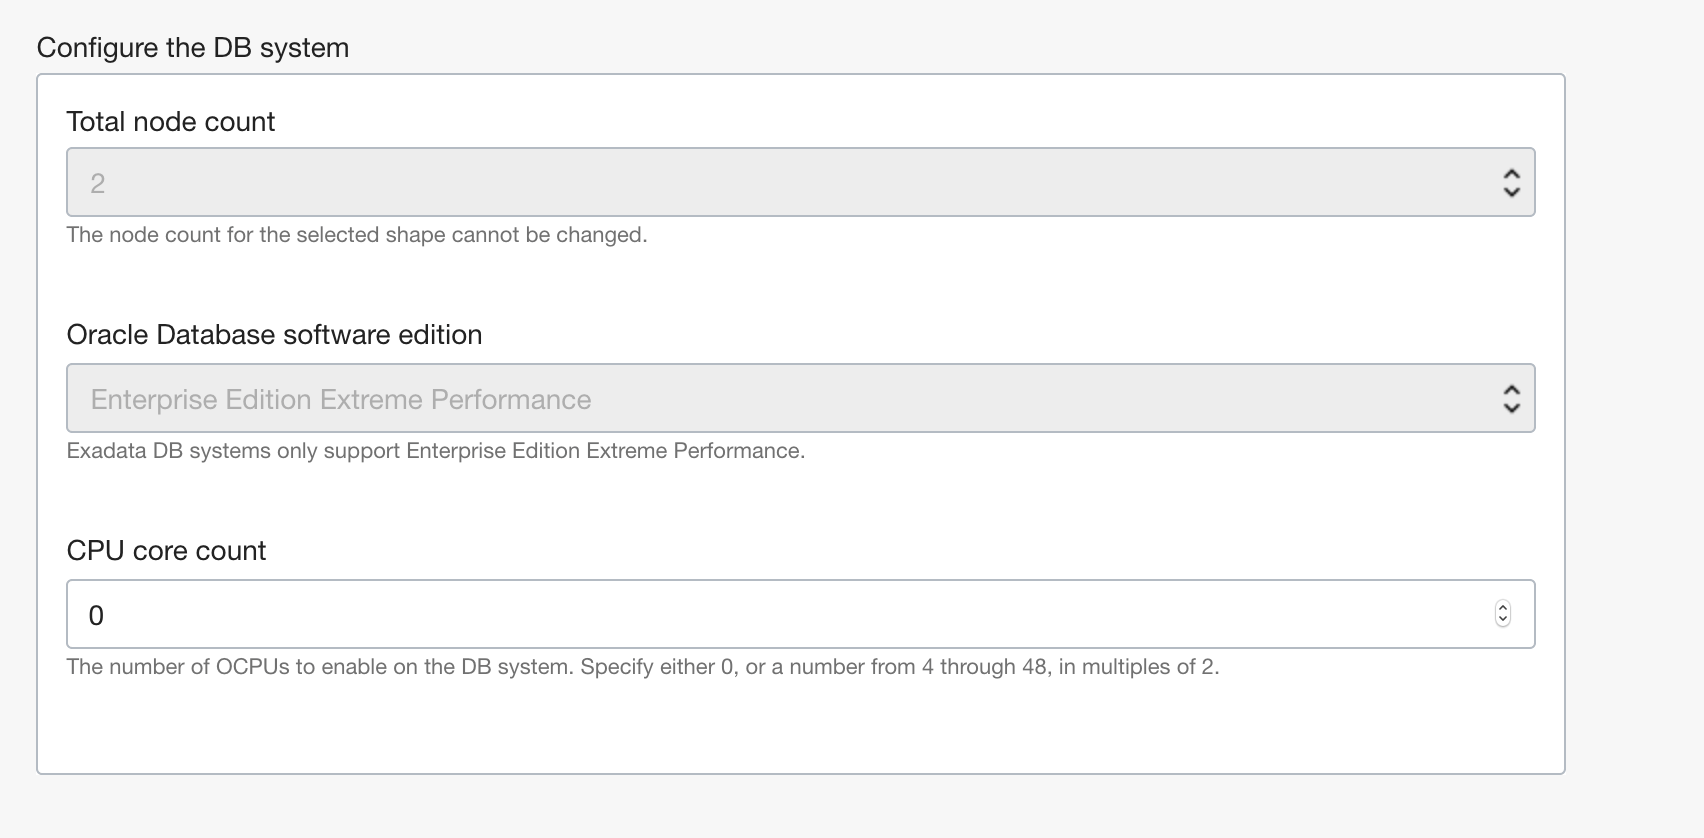 Configure the DB system
Total node count
2
The node count for the selected shape cannot be changed.
Oracle Database software edition
Enterprise Edition Extreme Performance
Exadata DB systems only support Enterprise Edition Extreme Performance.
CPU core count
0
The number of OCPUs to enable on the DB system. Specify either 0, or a number from 4 through 48, in multiples of 2.